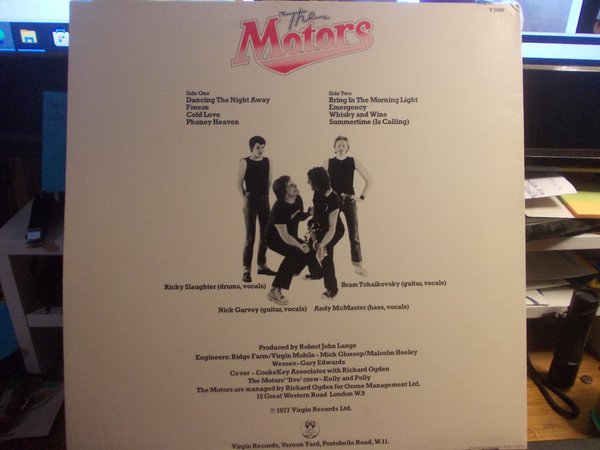 The
Motors
V 2089
Side One
Dancing The Night Away
Freeze
Cold Love
Phoney Heaven
Side Two
Bring In The Morning Light
Emergency
Whisky and Wine
Summertime (Is Calling)
Ricky Slaughter (drums, vocals)
Bram Tchaikovsky (guitar, vocals)
Nick Garvey (guitar, vocals)
Andy McMaster (bass, vocals)
Produced by Robert John Lange
Engineers: Ridge Farm/Virgin Mobile – Mick Glossop/Malcolm Heeley
Wessex – Gary Edwards
Cover – CookeKey Associates with Richard Ogden
The Motors' 'live' crew – Kelly and Polly
The Motors are managed by Richard Ogden for Ozone Management Ltd.
15 Great Western Road London W.9
℗ 1977 Virgin Records Ltd.
Virgin Records, Vernon Yard, Portobello Road, W.11.